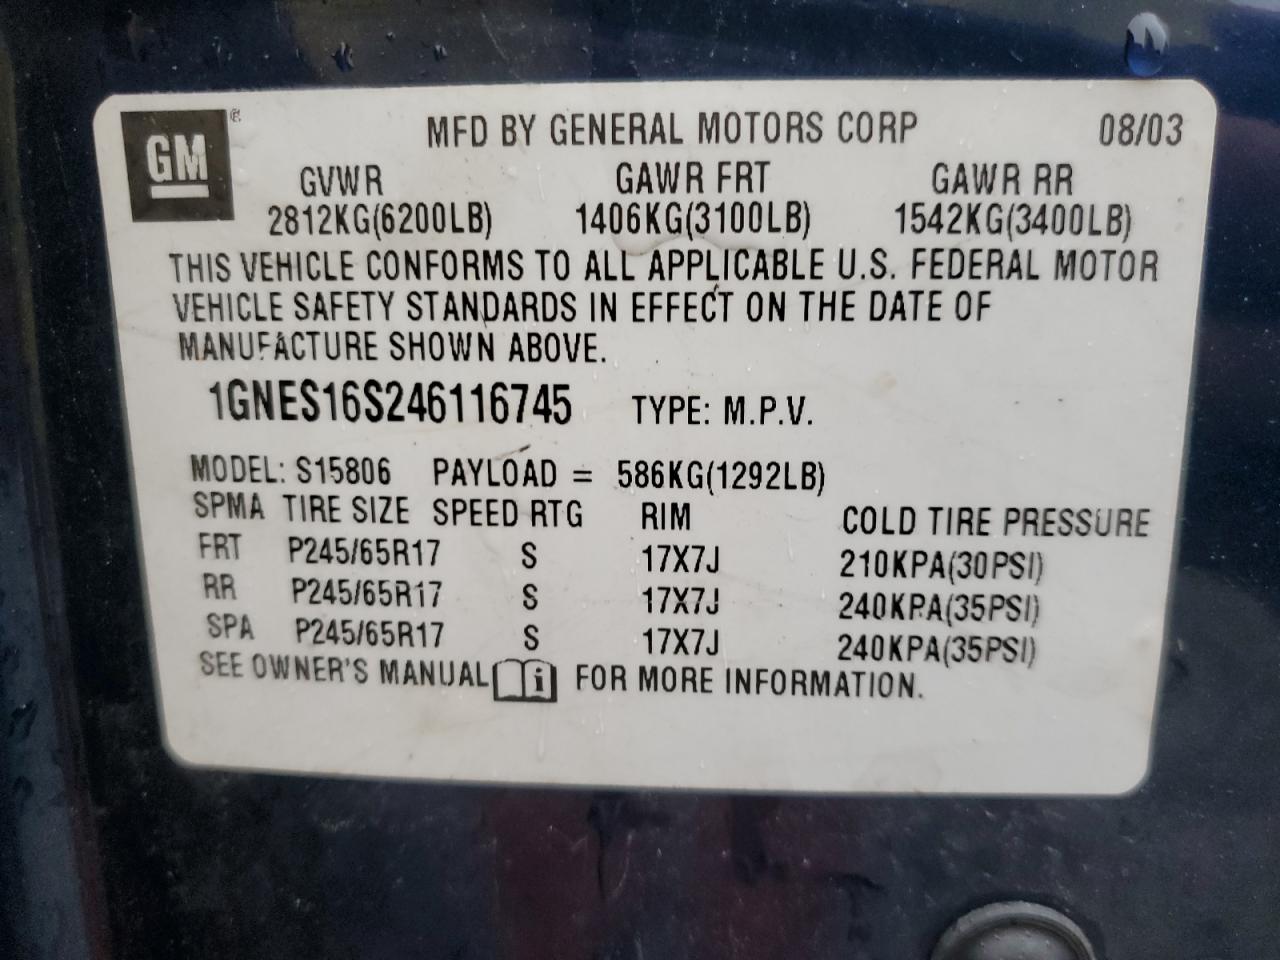 GM
MFD BY GENERAL MOTORS CORP 08/03
GVWR GAWR FRT GAWR RR
2812KG(6200LB) 1406KG(3100LB) 1542KG(3400LB)
THIS VEHICLE CONFORMS TO ALL APPLICABLE U.S. FEDERAL MOTOR
VEHICLE SAFETY STANDARDS IN EFFECT ON THE DATE OF
MANUFACTURE SHOWN ABOVE.
1GNES16S246116745 TYPE: M.P.V.
MODEL: S15806 PAYLOAD = 586KG(1292LB)
SPMA TIRE SIZE SPEED RTG RIM COLD TIRE PRESSURE
FRT P245/65R17 S 17X7J 210KPA(30PSI)
RR P245/65R17 S 17X7J 240KPA(35PSI)
SPA P245/65R17 S 17X7J 240KPA(35PSI)
SEE OWNER'S MANUAL i FOR MORE INFORMATION.